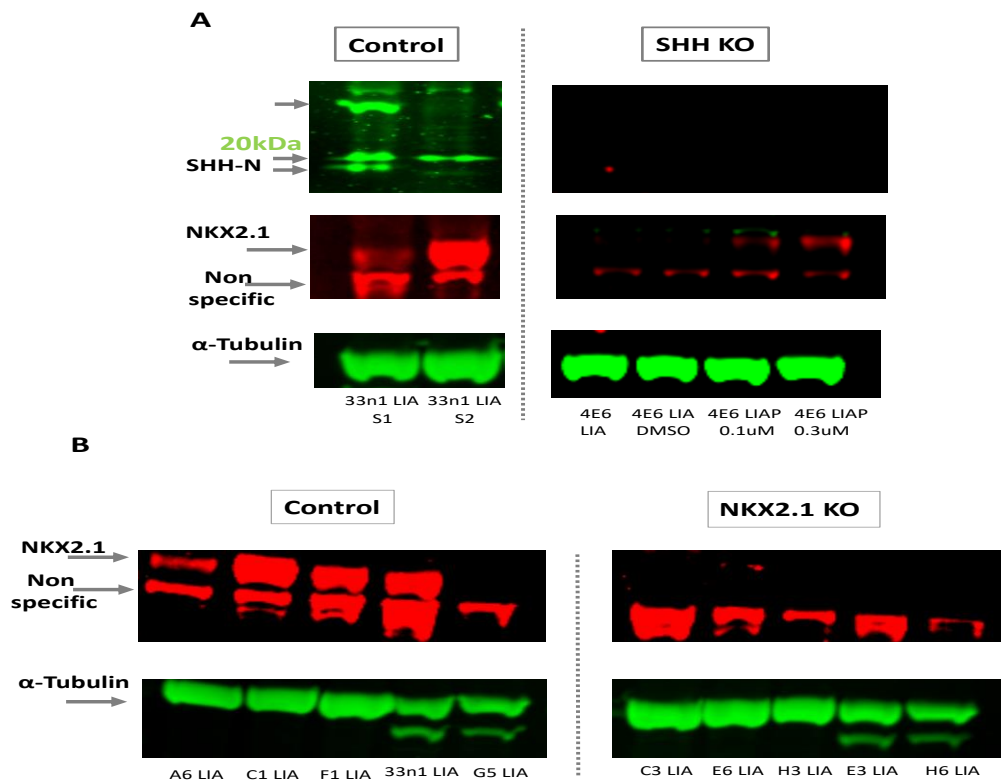 A
Control
SHH KO
20kDa
SHH-N
NKX2.1
Non
specific
α-Tubulin
33n1 LIA 33n1 LIA
S1 S2
4E6 4E6 LIA 4E6 LIAP 4E6 LIAP
LIA DMSO 0.1uM 0.3uM
B
Control
NKX2.1 KO
NKX2.1
Non
specific
α-Tubulin
A6 LIA C1 LIA F1 LIA 33n1 LIA G5 LIA
C3 LIA E6 LIA H3 LIA E3 LIA H6 LIA